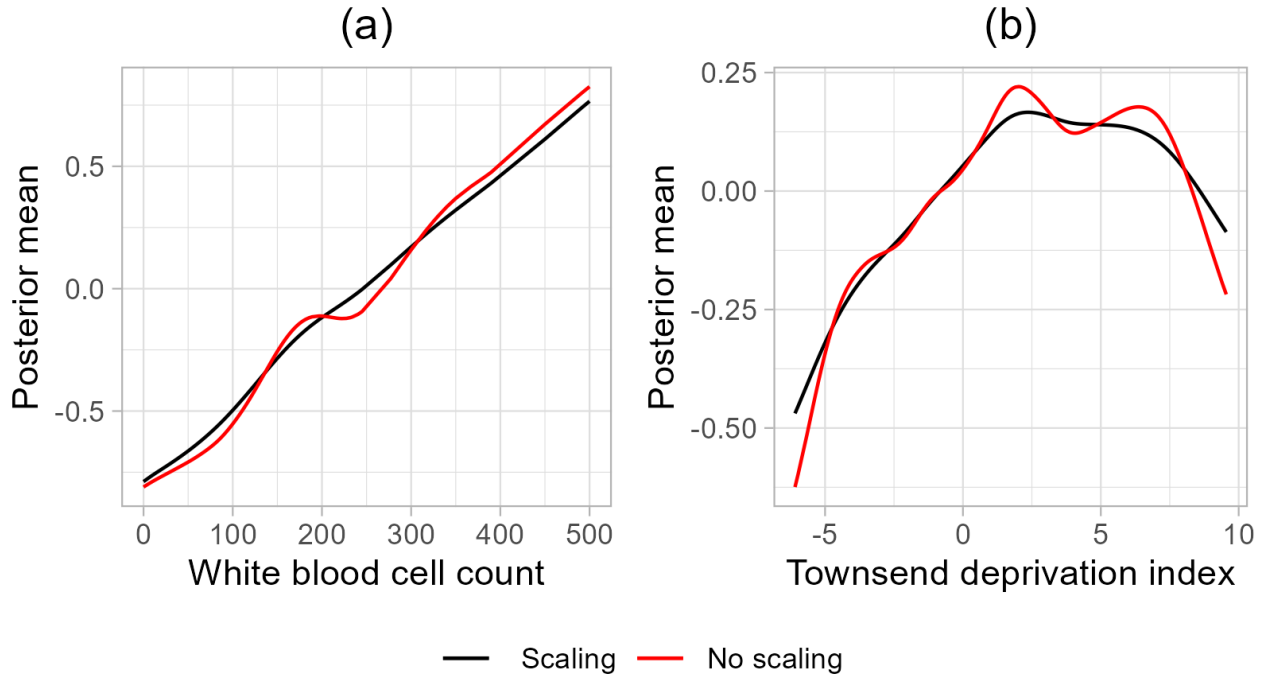 (a)
(b)
Posterior mean
0.5
0.0
-0.5
0
100
200
300
400
500
White blood cell count
Posterior mean
0.25
0.00
-0.25
-0.50
-5
0
5
10
Townsend deprivation index
Scaling
No scaling